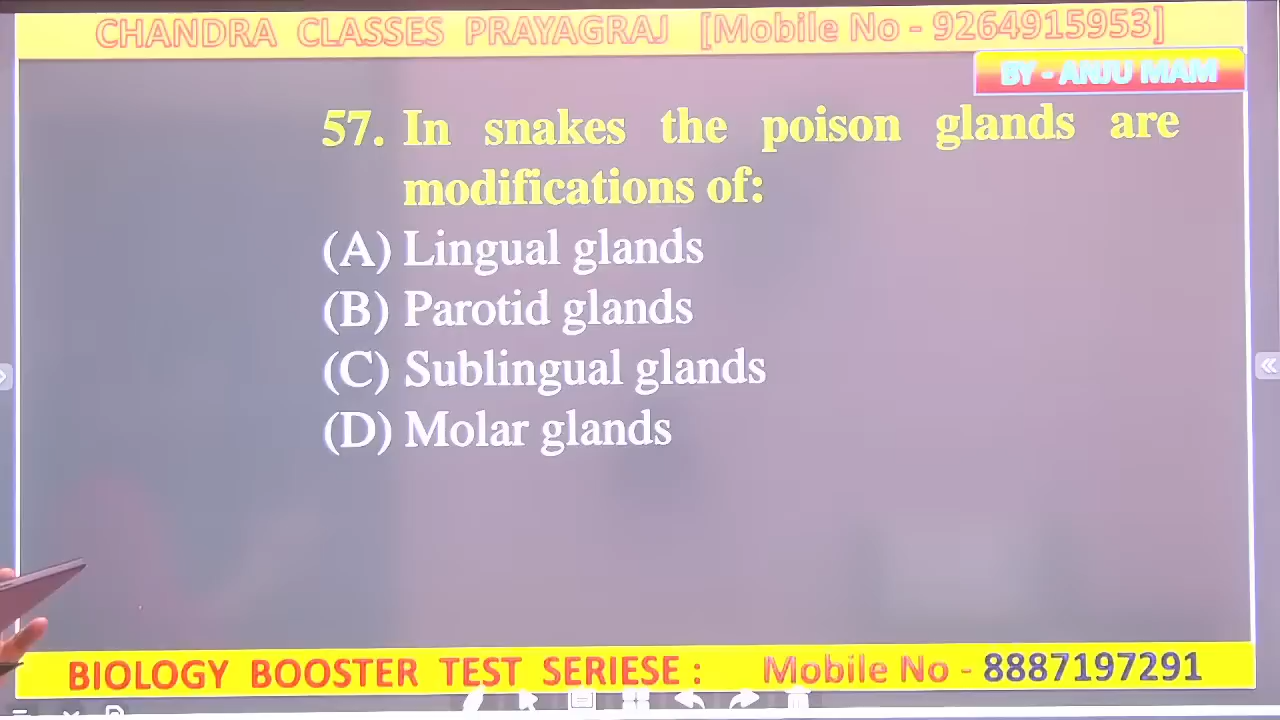 CHANDRA CLASSES PRAYAGRAJ [Mobile No - 9264915953]
BY - ANJU MAM
57. In snakes the poison glands are
modifications of:
(A) Lingual glands
(B) Parotid glands
(C) Sublingual glands
(D) Molar glands
BIOLOGY BOOSTER TEST SERIESE : Mobile No - 8887197291